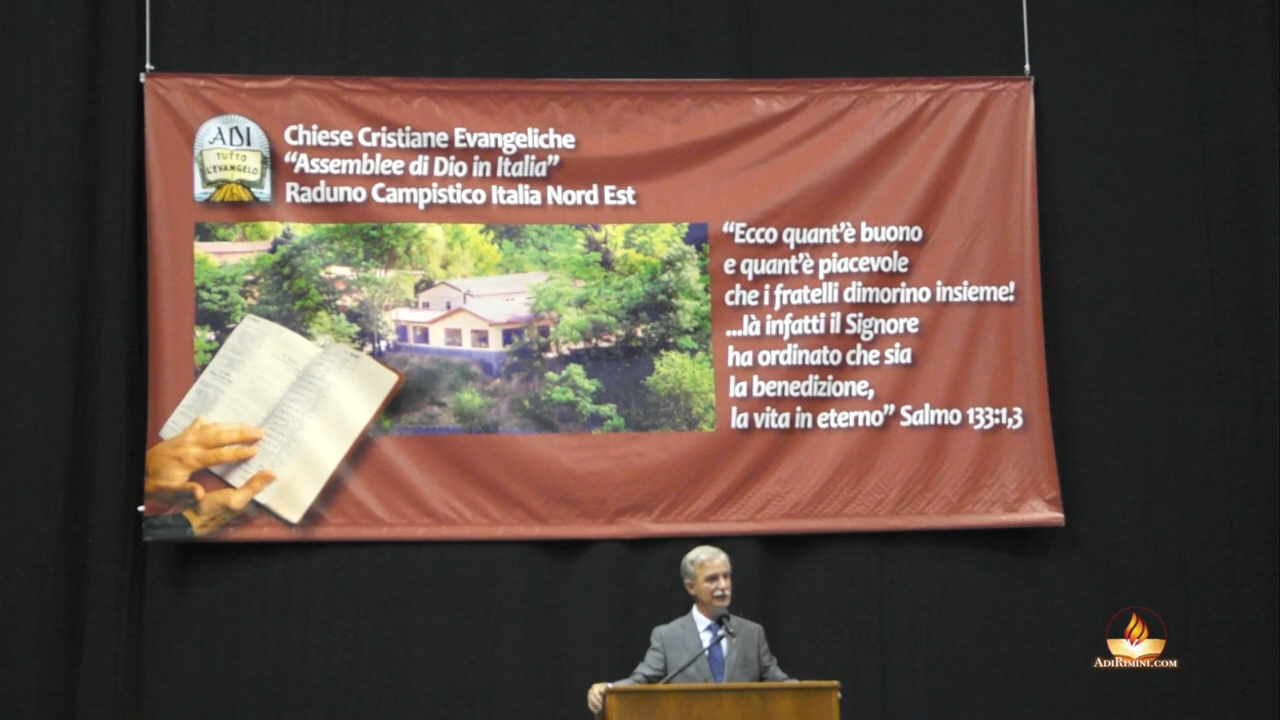 ADI
TUTTO
L'EVANGELO
Chiese Cristiane Evangeliche
“Assemblee di Dio in Italia”
Raduno Campistico Italia Nord Est
“Ecco quant'è buono
e quant'è piacevole
che i fratelli dimorino insieme!
...là infatti il Signore
ha ordinato che sia
la benedizione,
la vita in eterno” Salmo 133:1,3
ADIRIMINI.COM